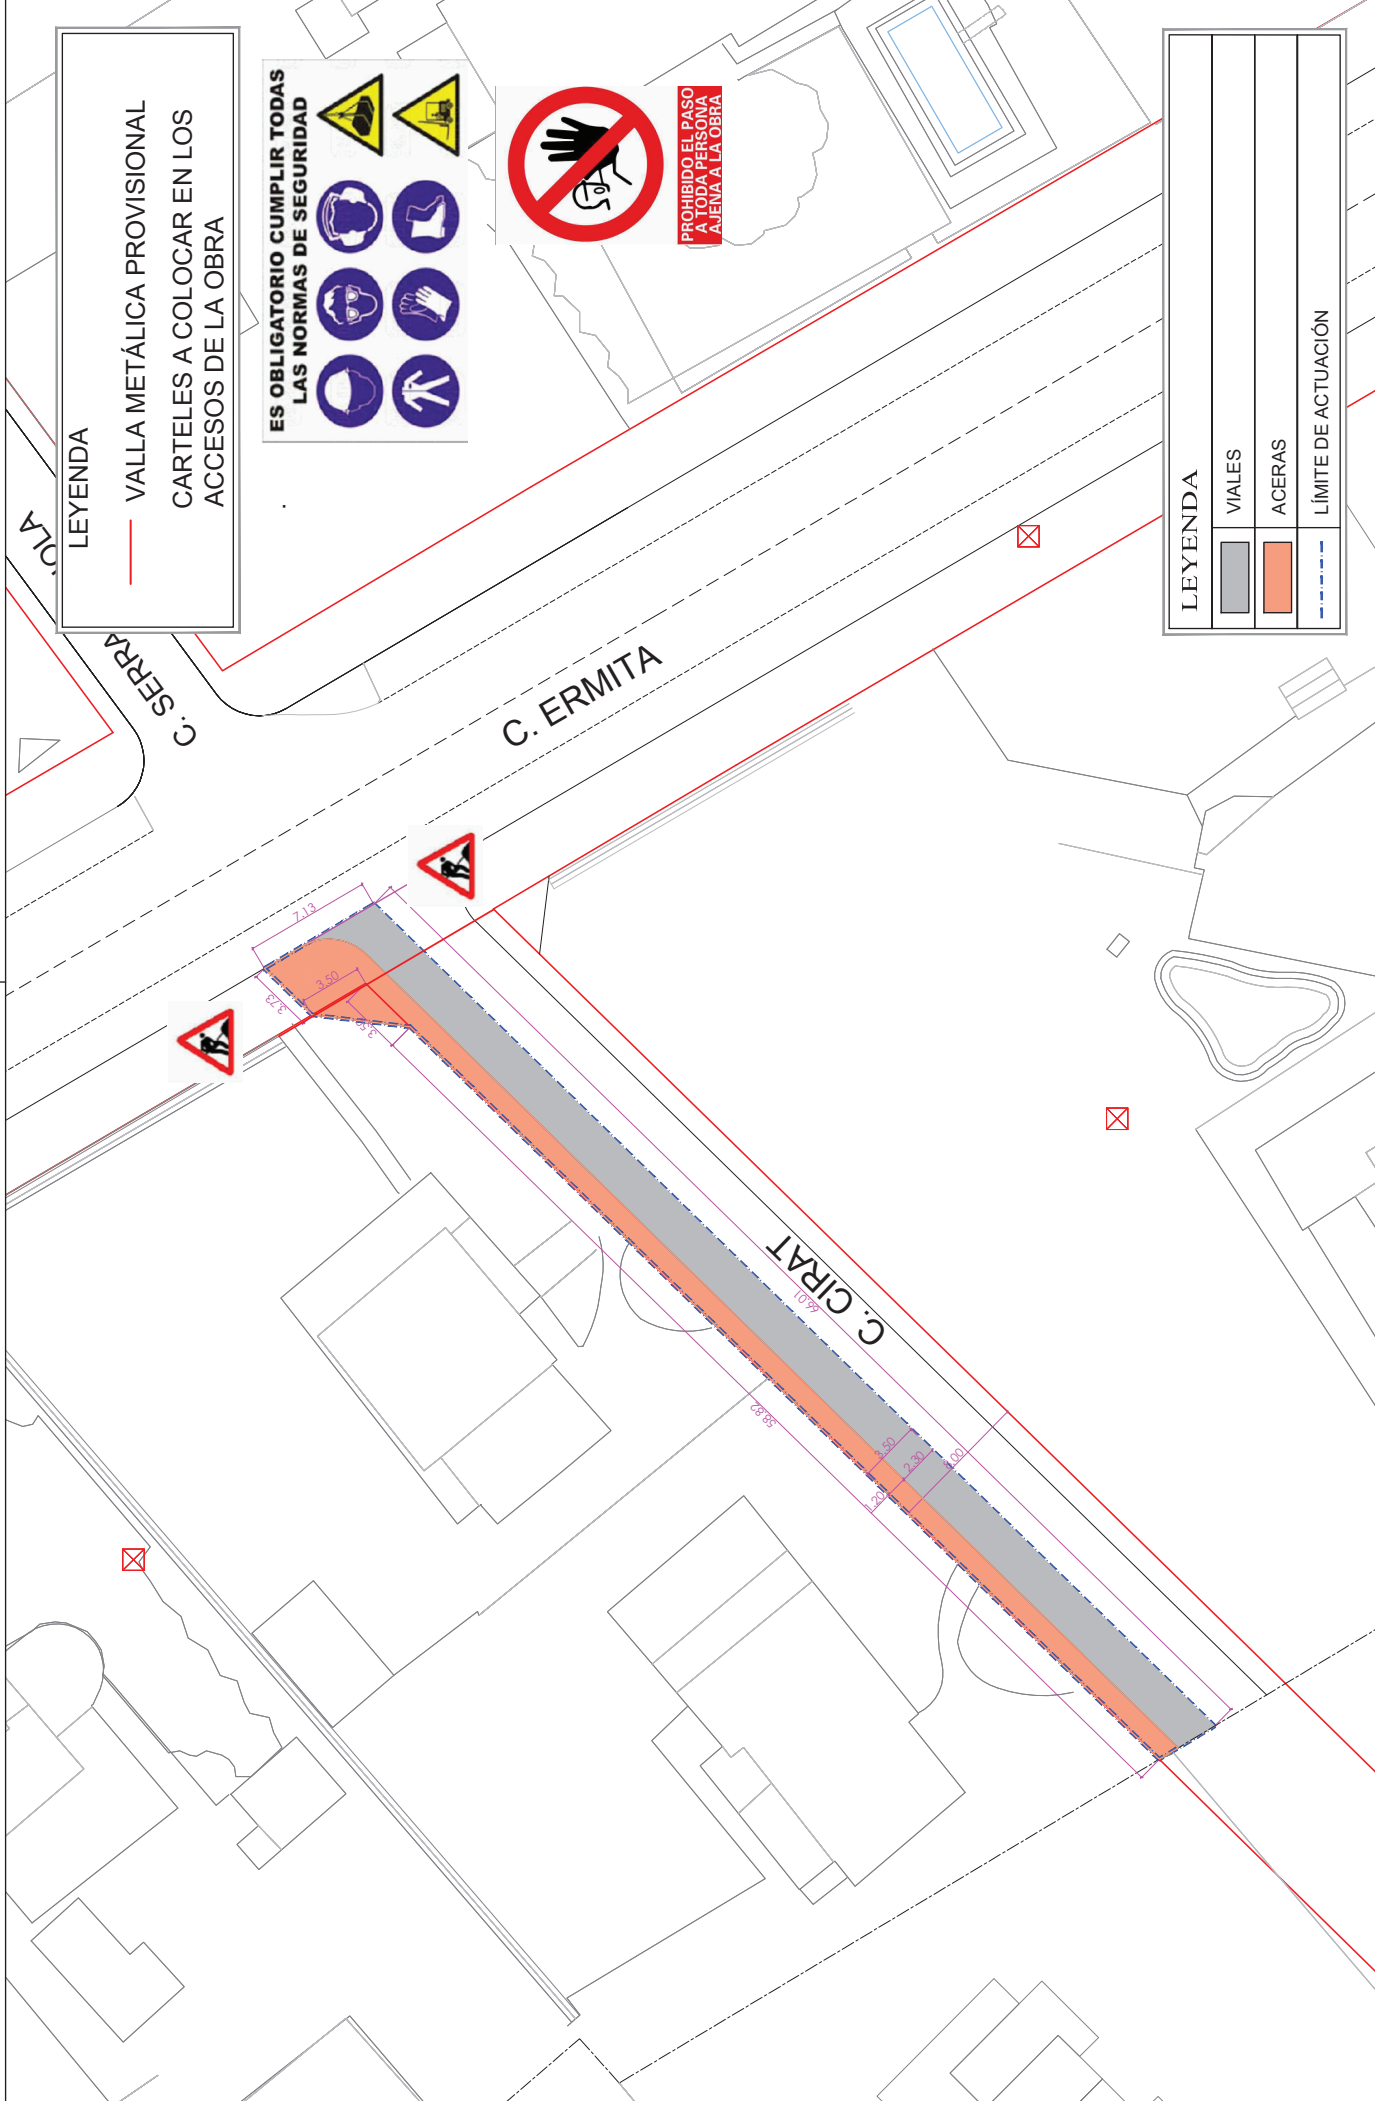 LEYENDA
VALLA METÁLICA PROVISIONAL
CARTELES A COLOCAR EN LOS
ACCESOS DE LA OBRA
ES OBLIGATORIO CUMPLIR TODAS
LAS NORMAS DE SEGURIDAD
PROHIBIDO EL PASO
A TODA PERSONA
AJENA A LA OBRA
C. SERRA
OLA
C. ERMITA
C. CIRAT
7.13
3.50
3.73
3.50
66.01
58.82
3.50
2.30
1.20
8.00
LEYENDA
VIALES
ACERAS
LÍMITE DE ACTUACIÓN